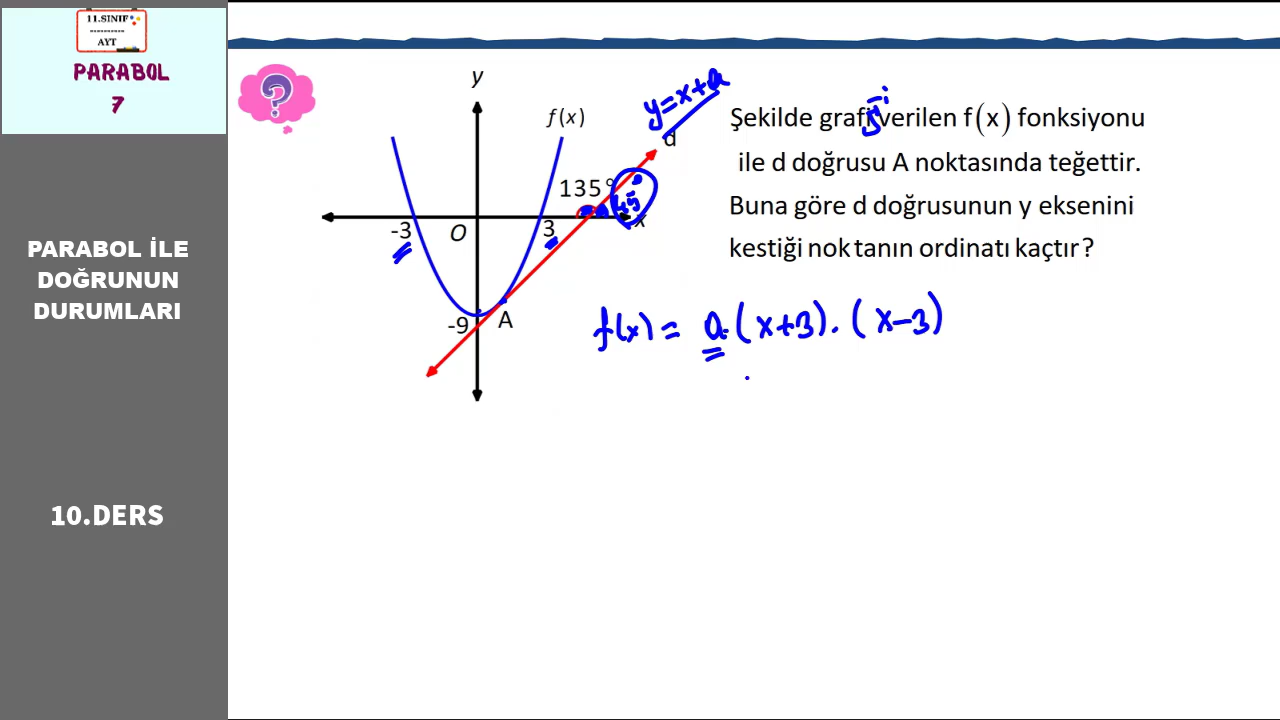 11.SINIF
AYT
PARABOL
7
PARABOL İLE
DOĞRUNUN
DURUMLARI
10.DERS
y
f(x)
y=x+a
d
135°
45°
-3
O
3
x
-9
A
Şekilde grafiği verilen f(x) fonksiyonu
ile d doğrusu A noktasında teğettir.
Buna göre d doğrusunun y eksenini
kestiği noktanın ordinatı kaçtır?
f(x) = a.(x+3).(x-3)